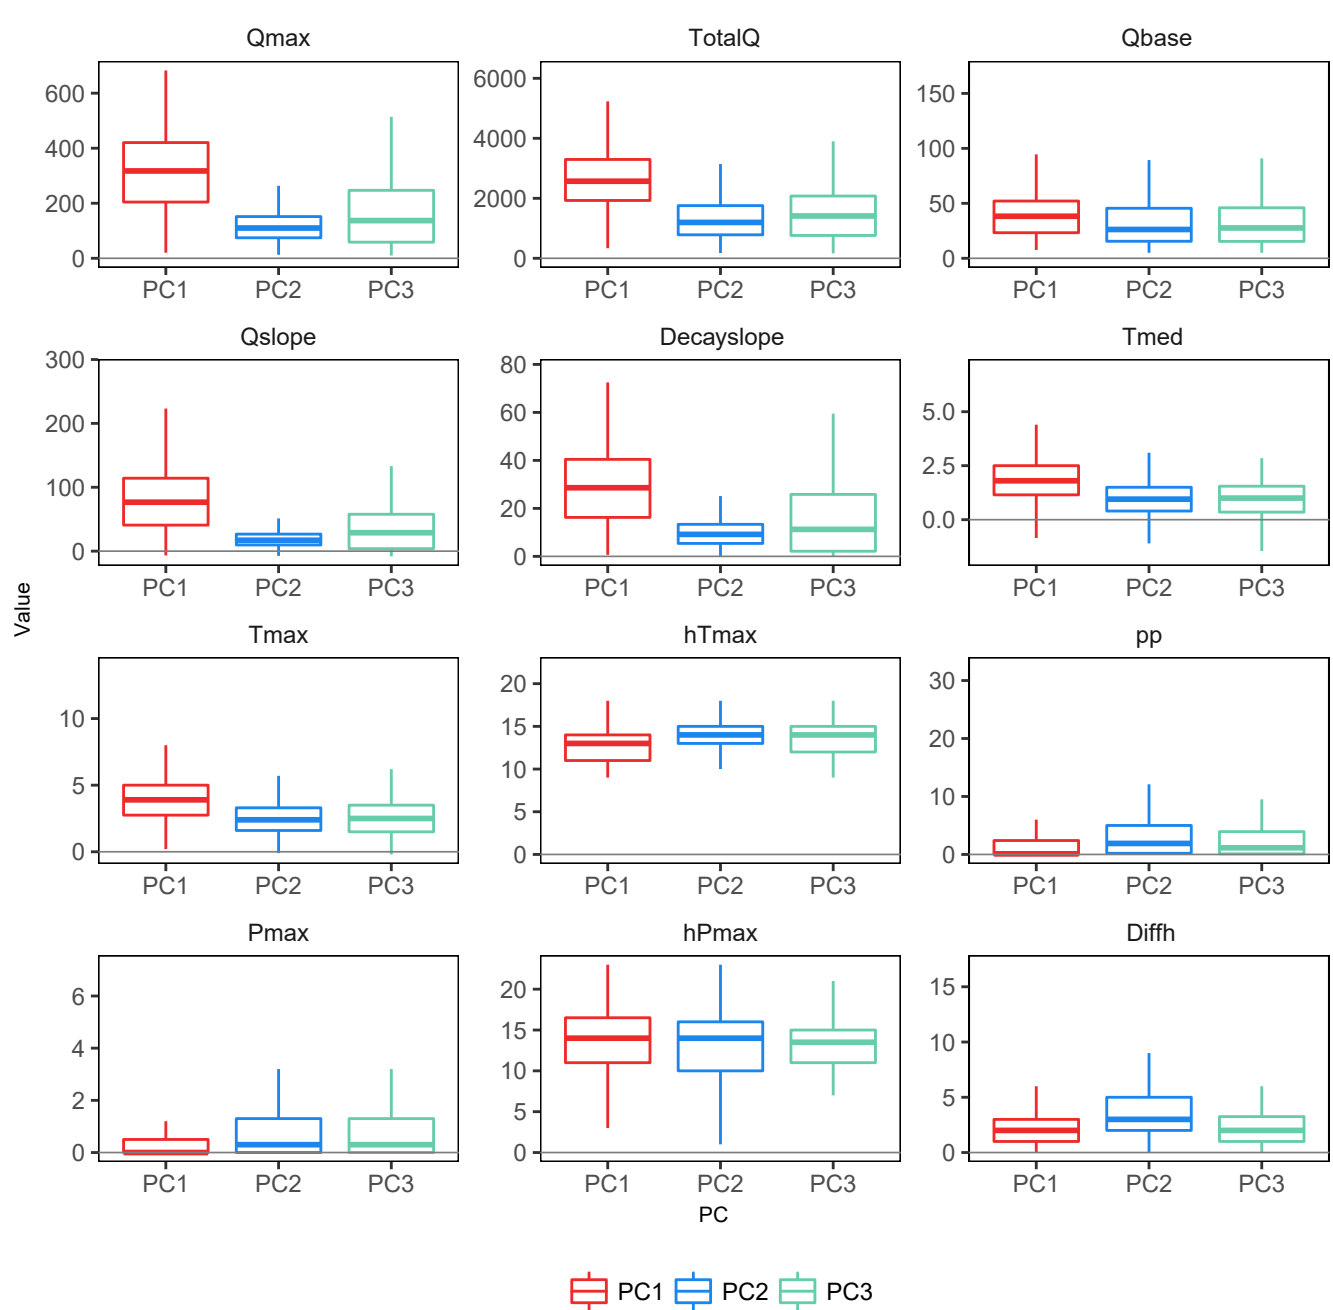 Qmax TotalQ Qbase
600 6000 150
400 4000 100
200 2000 50
0 0 0
PC1 PC2 PC3 PC1 PC2 PC3 PC1 PC2 PC3
Qslope Decayslope Tmed
300 80
200 60 5.0
100 40 2.5
0 20 0.0
0
PC1 PC2 PC3 PC1 PC2 PC3 PC1 PC2 PC3
Value
Tmax hTmax pp
10 20 30
5 15 20
0 10 10
5 0
0
PC1 PC2 PC3 PC1 PC2 PC3 PC1 PC2 PC3
Pmax hPmax Diffh
6 20 15
4 15 10
2 10 5
0 5 0
0
PC1 PC2 PC3 PC1 PC2 PC3 PC1 PC2 PC3
PC
PC1 PC2 PC3